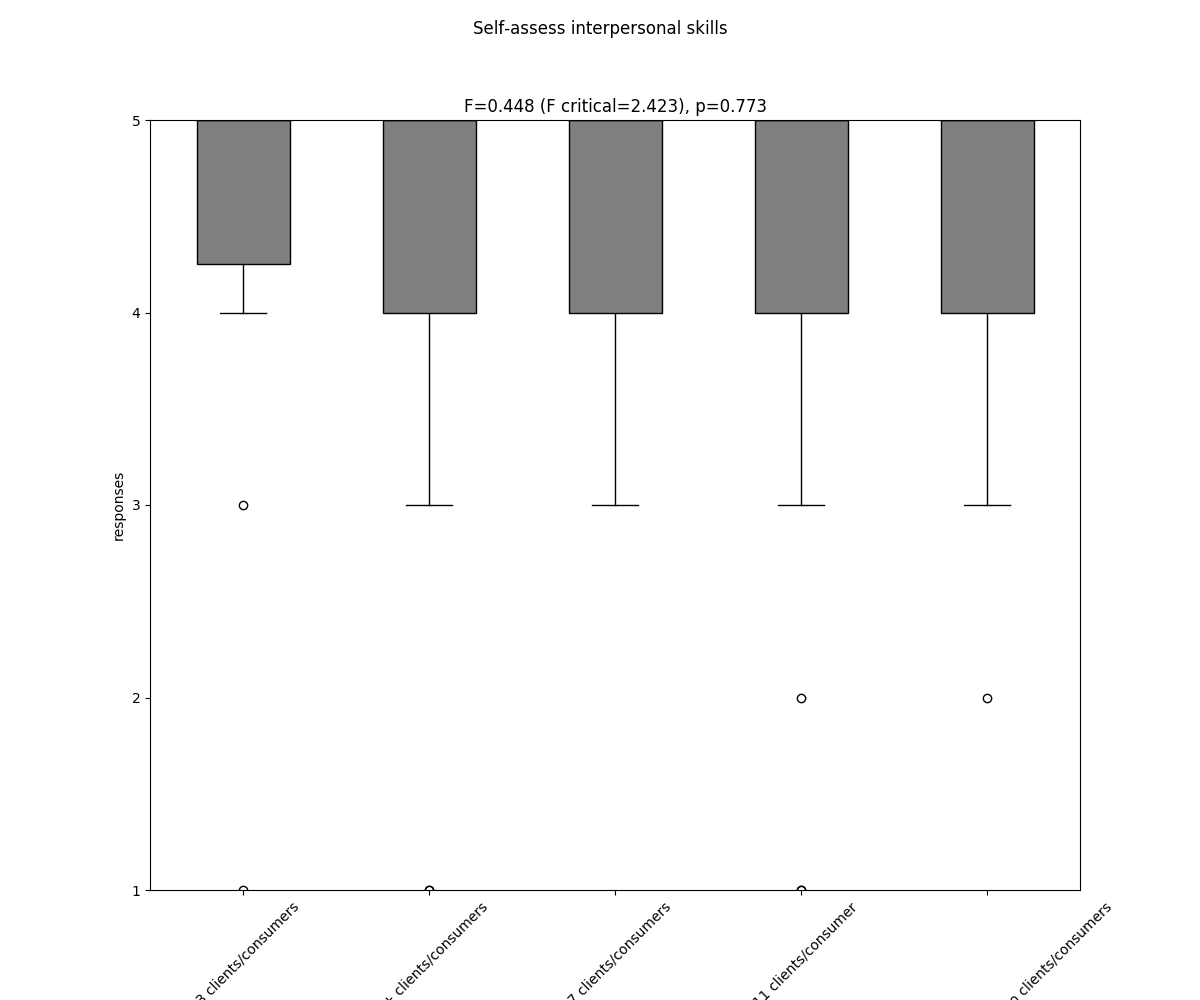 Self-assess interpersonal skills
F=0.448 (F critical=2.423), p=0.773
5
4
3
2
1
responses
3 clients/consumers
clients/consumers
7 clients/consumers
11 clients/consumer
clients/consumers